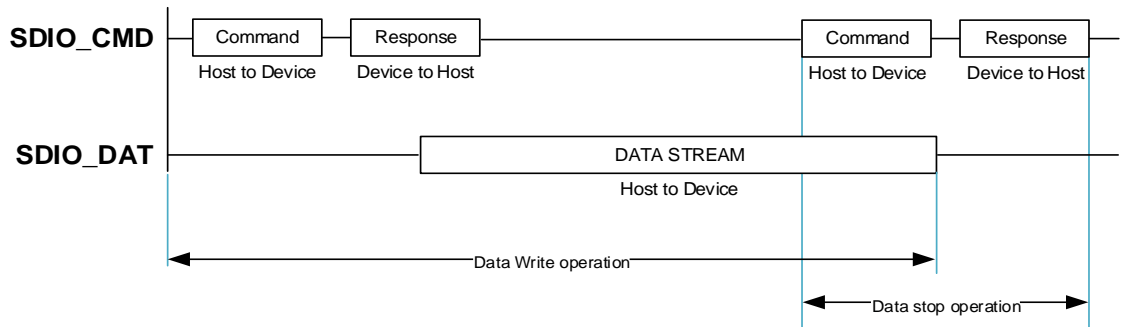 SDIO_CMD Command Response Command Response
Host to Device Device to Host Host to Device Device to Host
SDIO_DAT DATA STREAM
Host to Device
Data Write operation
Data stop operation